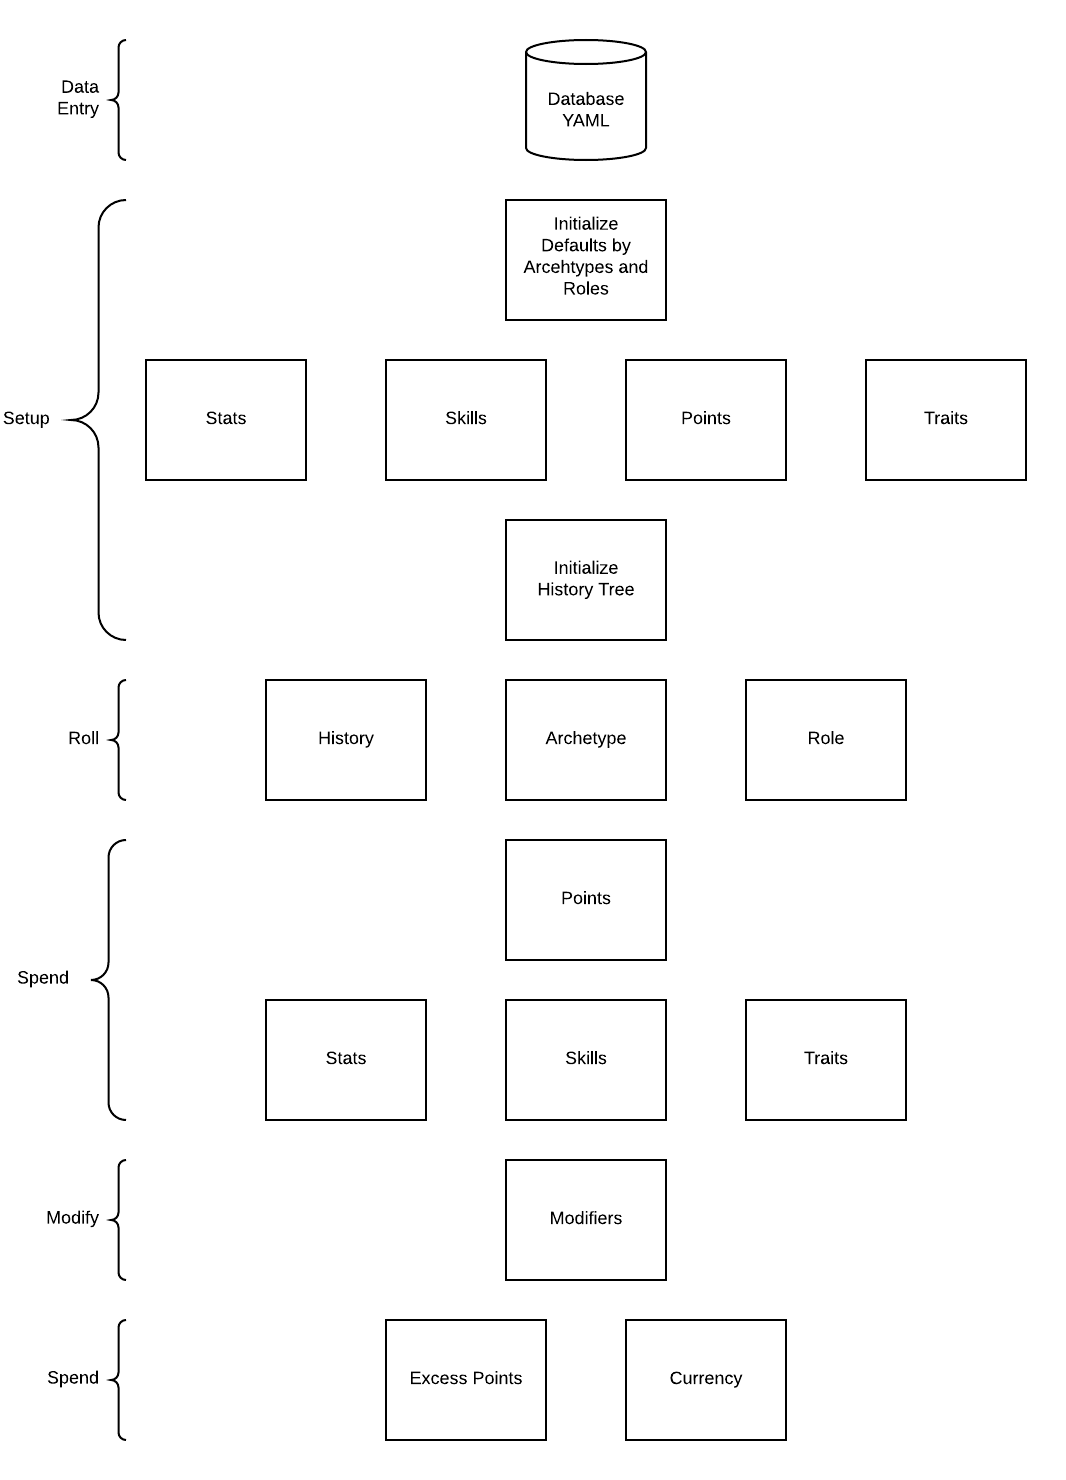 Data
Entry
Database
YAML
Setup
Initialize
Defaults by
Arcehtypes and
Roles
Stats
Skills
Points
Traits
Initialize
History Tree
Roll
History
Archetype
Role
Spend
Points
Stats
Skills
Traits
Modify
Modifiers
Spend
Excess Points
Currency